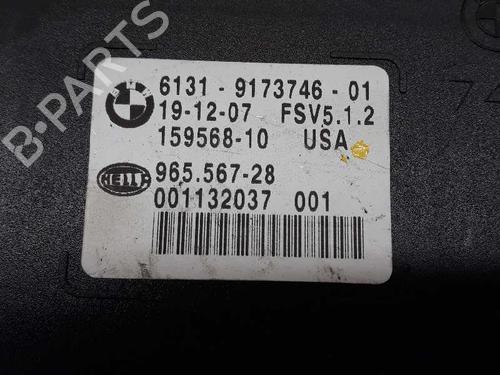 6131 - 9173746 - 01
19-12-07 FSV5.1.2
159568-10 USA
HELLA
965.567-28
001132037 001
B-PARTS